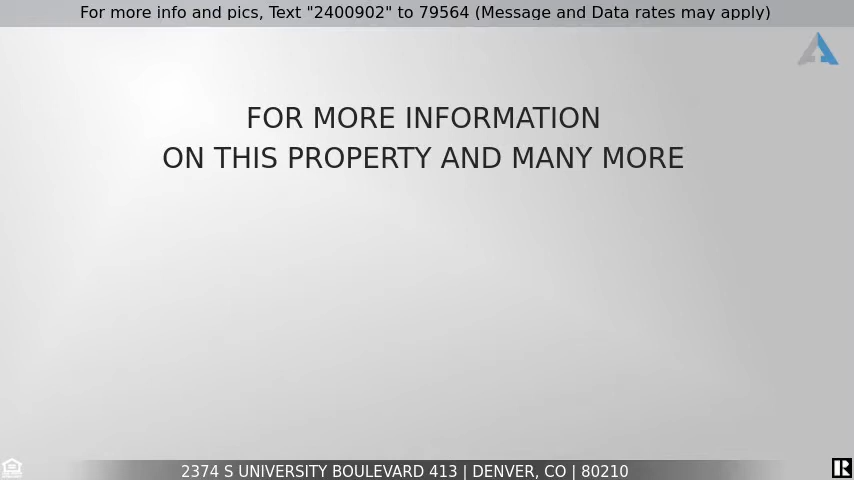 For more info and pics, Text "2400902" to 79564 (Message and Data rates may apply)
FOR MORE INFORMATION
ON THIS PROPERTY AND MANY MORE
2374 S UNIVERSITY BOULEVARD 413 | DENVER, CO | 80210